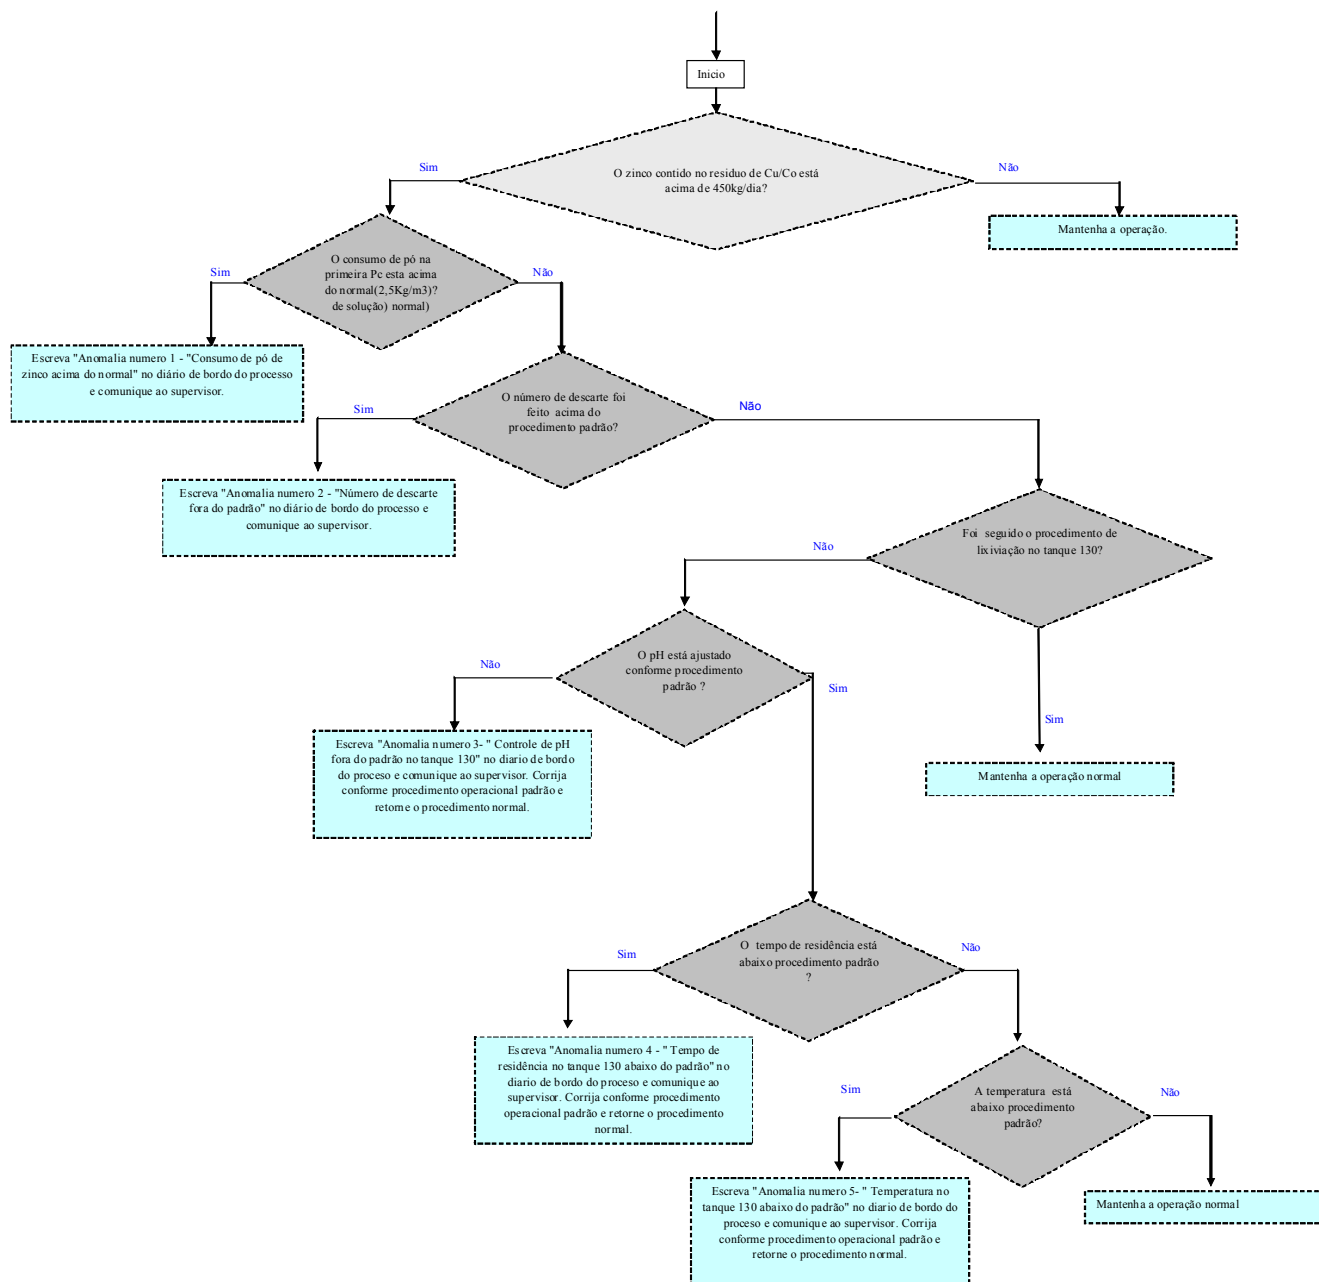 Inicio
O zinco contido no residuo de Cu/Co está
acima de 450kg/dia?
Sim
Não
Mantenha a operação.
O consumo de pó na
primeira Pc esta acima
do normal(2,5Kg/m3)?
de solução) normal)
Sim
Não
Escreva "Anomalia numero 1 - "Consumo de pó de
zinco acima do normal" no diário de bordo do processo
e comunique ao supervisor.
O número de descarte foi
feito acima do
procedimento padrão?
Sim
Não
Escreva "Anomalia numero 2 - "Número de descarte
fora do padrão" no diário de bordo do processo e
comunique ao supervisor.
Foi seguido o procedimento de
lixiviação no tanque 130?
Não
O pH está ajustado
conforme procedimento
padrão ?
Não
Sim
Sim
Escreva "Anomalia numero 3- " Controle de pH
fora do padrão no tanque 130" no diario de bordo
do proceso e comunique ao supervisor. Corrija
conforme procedimento operacional padrão e
retorne o procedimento normal.
Mantenha a operação normal
O tempo de residência está
abaixo procedimento padrão
?
Sim
Não
Escreva "Anomalia numero 4 - " Tempo de
residência no tanque 130 abaixo do padrão" no
diario de bordo do proceso e comunique ao
supervisor. Corrija conforme procedimento
operacional padrão e retorne o procedimento
normal.
A temperatura está
abaixo procedimento
padrão?
Sim
Não
Escreva "Anomalia numero 5- " Temperatura no
tanque 130 abaixo do padrão" no diario de bordo do
proceso e comunique ao supervisor. Corrija
conforme procedimento operacional padrão e
retorne o procedimento normal.
Mantenha a operação normal